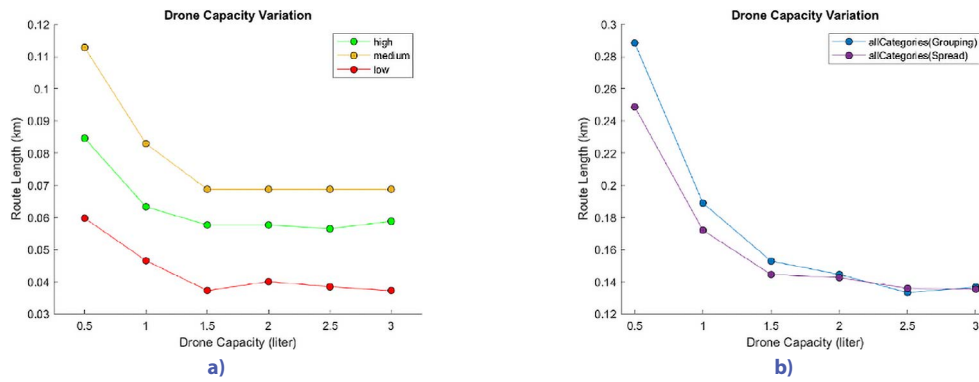 Drone Capacity Variation
0.12
0.11
0.1
0.09
0.08
0.07
0.06
0.05
0.04
0.03
Route Length (km)
high
medium
low
0.5 1 1.5 2 2.5 3
Drone Capacity (liter)
a)
Drone Capacity Variation
0.3
0.28
0.26
0.24
0.22
0.2
0.18
0.16
0.14
0.12
Route Length (km)
allCategories(Grouping)
allCategories(Spread)
0.5 1 1.5 2 2.5 3
Drone Capacity (liter)
b)